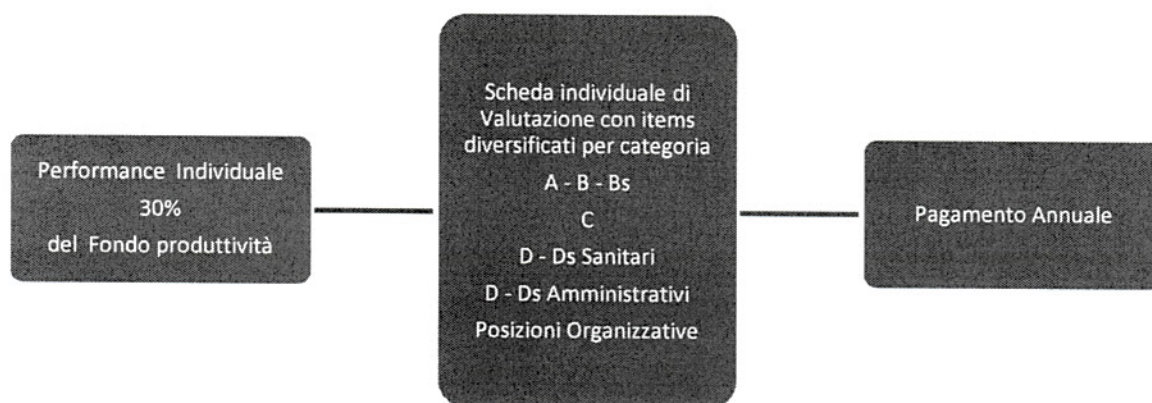 Performance Individuale
30%
del Fondo produttività
Scheda individuale di
Valutazione con items
diversificati per categoria
A - B - Bs
C
D - Ds Sanitari
D - Ds Amministrativi
Posizioni Organizzative
Pagamento Annuale